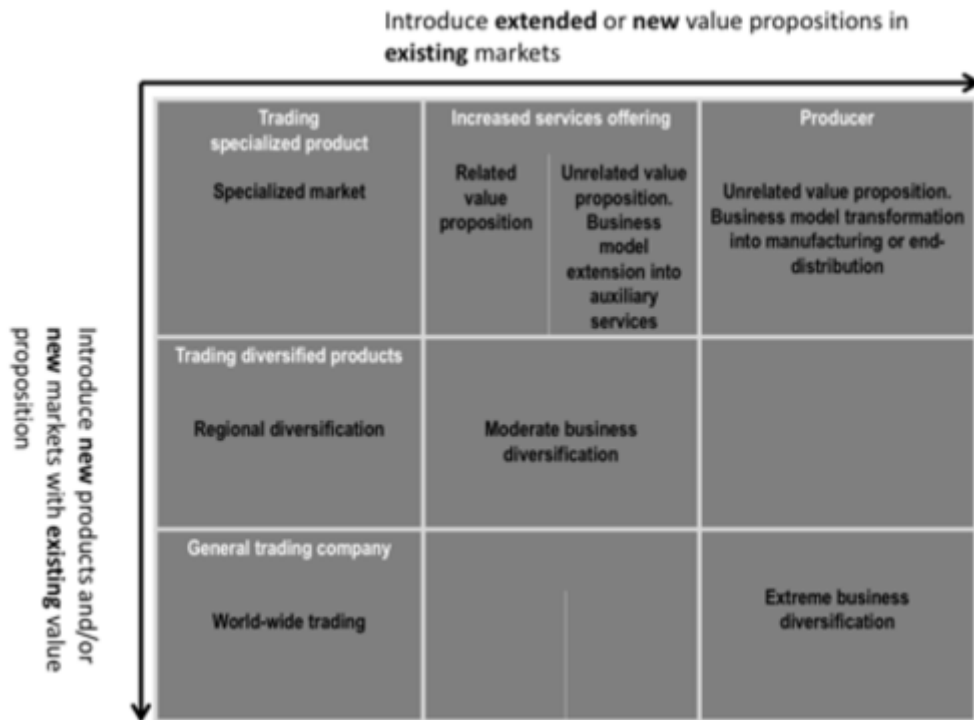 Introduce extended or new value propositions in
existing markets
Trading
specialized product
Specialized market
Increased services offering
Related
value
proposition
Unrelated value
proposition.
Business
model
extension into
auxiliary
services
Producer
Unrelated value proposition.
Business model transformation
into manufacturing or end-
distribution
Introduce new products and/or
new markets with existing value
proposition
Trading diversified products
Regional diversification
Moderate business
diversification
General trading company
World-wide trading
Extreme business
diversification